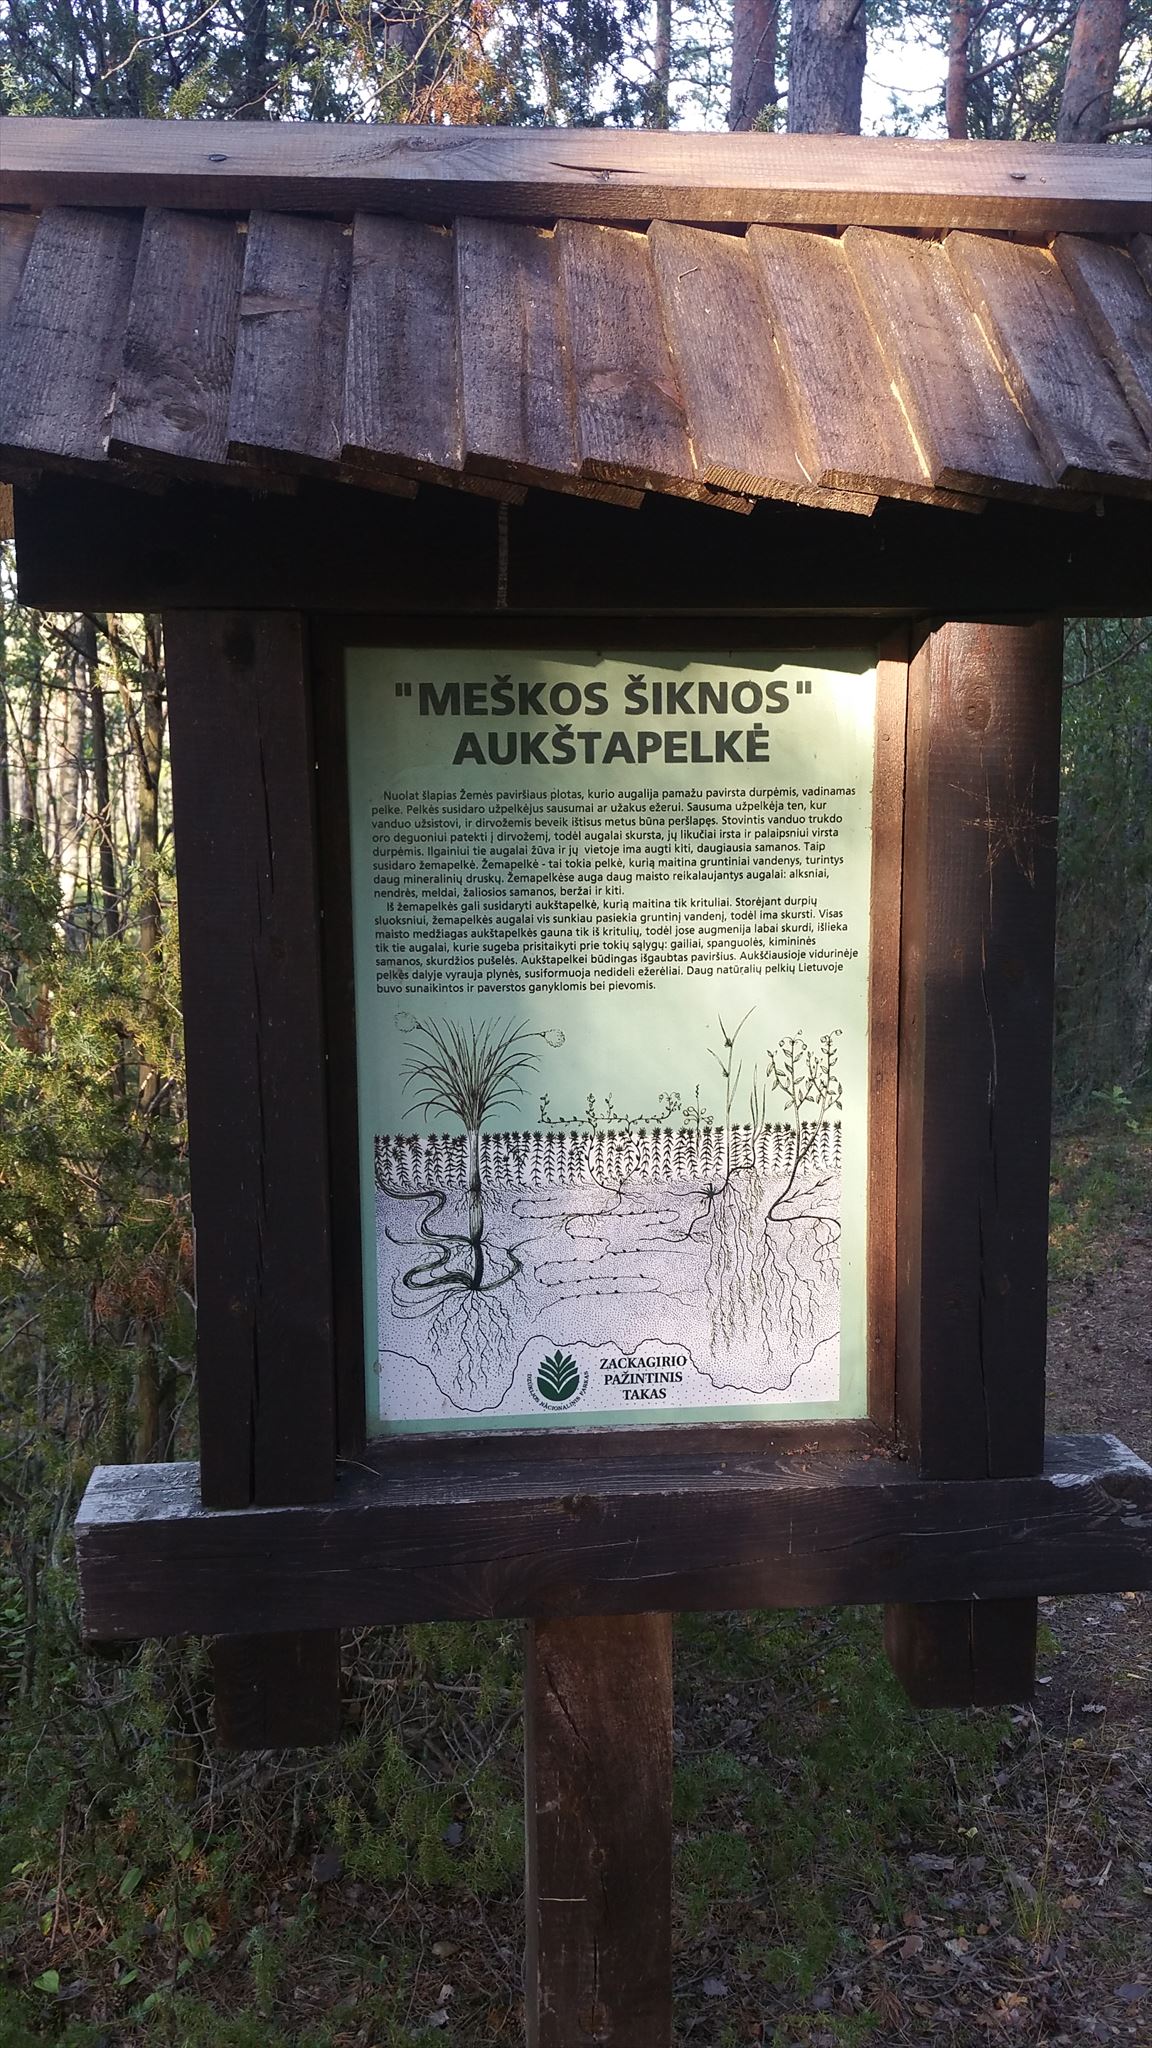 "MEŠKOS ŠIKNOS"
AUKŠTAPELKĖ
Nuolat šlapias Žemės paviršiaus plotas, kurio augalija pamažu pavirsta durpėmis, vadinamas
pelke. Pelkės susidaro užpelkėjus sausumai ar užakus ežerui. Sausuma užpelkėja ten, kur
vanduo užsistovi, ir dirvožemis beveik ištisus metus būna peršlapęs. Stovintis vanduo trukdo
oro deguoniui patekti į dirvožemį, todėl augalai skursta, jų likučiai irsta ir palaipsniui virsta
durpėmis. Ilgainiui tie augalai žūva ir jų vietoje ima augti kiti, daugiausia samanos. Taip
susidaro žemapelkė. Žemapelkė - tai tokia pelkė, kurią maitina gruntiniai vandenys, turintys
daug mineralinių druskų. Žemapelkėse auga daug maisto reikalaujantys augalai: alksniai,
nendrės, meldai, žaliosios samanos, beržai ir kiti.
Iš žemapelkės gali susidaryti aukštapelkė, kurią maitina tik krituliai. Storėjant durpių
sluoksniui, žemapelkės augalai vis sunkiau pasiekia gruntinį vandenį, todėl ima skursti. Visas
maisto medžiagas aukštapelkės gauna tik iš kritulių, todėl jose augmenija labai skurdi, išlieka
tik tie augalai, kurie sugeba prisitaikyti prie tokių sąlygų: gailiai, spanguolės, kimininės
samanos, skurdžios pušelės. Aukštapelkei būdingas išgaubtas paviršius. Aukščiausioje vidurinėje
pelkės dalyje vyrauja plynės, susiformuoja nedideli ežerėliai. Daug natūralių pelkių Lietuvoje
buvo sunaikintos ir paverstos ganyklomis bei pievomis.
DZŪKIJOS NACIONALINIS PARKAS
ZACKAGIRIO
PAŽINTINIS
TAKAS